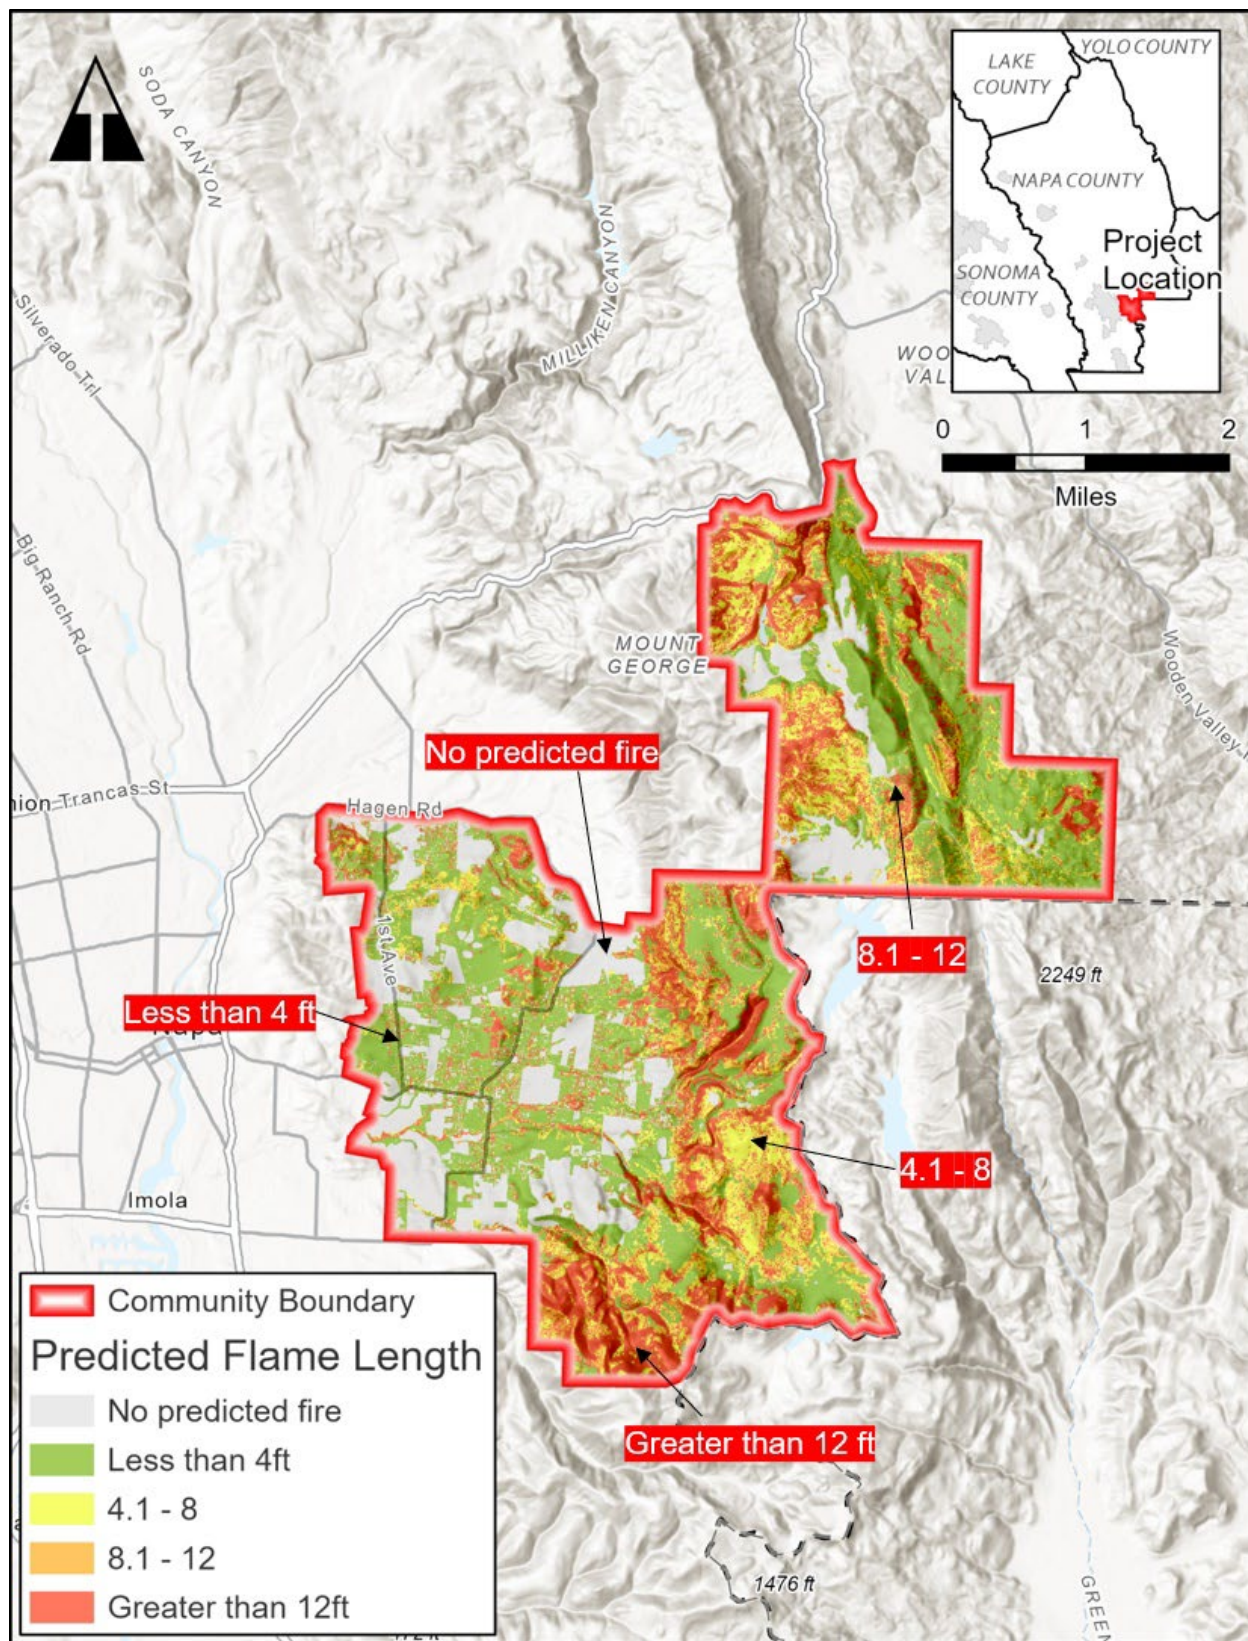 SODA CANYON
MILLIKEN CANYON
LAKE
COUNTY
YOLO COUNTY
NAPA COUNTY
SONOMA
COUNTY
Project
Location
WOO
VAL
0 1 2
Miles
Silverado Trl
Big Ranch Rd
MOUNT
GEORGE
Wooden Valley
No predicted fire
nion Trancas St
Hagen Rd
1st Ave
8.1 - 12
2249 ft
Less than 4 ft
4.1 - 8
Imola
Greater than 12 ft
1476 ft
GREEN
Community Boundary
Predicted Flame Length
No predicted fire
Less than 4ft
4.1 - 8
8.1 - 12
Greater than 12ft